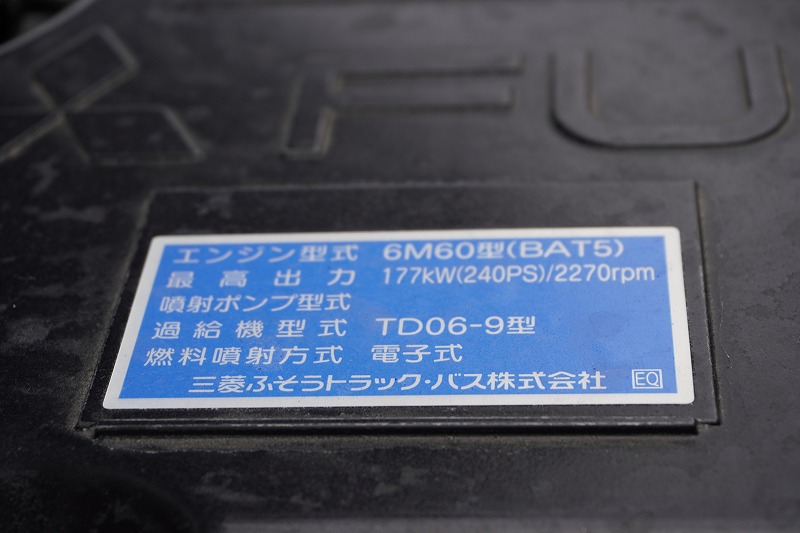 FU
エンジン型式 6M60型(BAT5)
最高出力 177kW(240PS)/2270rpm
噴射ポンプ型式
過給機型式 TD06-9型
燃料噴射方式 電子式
三菱ふそうトラック・バス株式会社 EQ